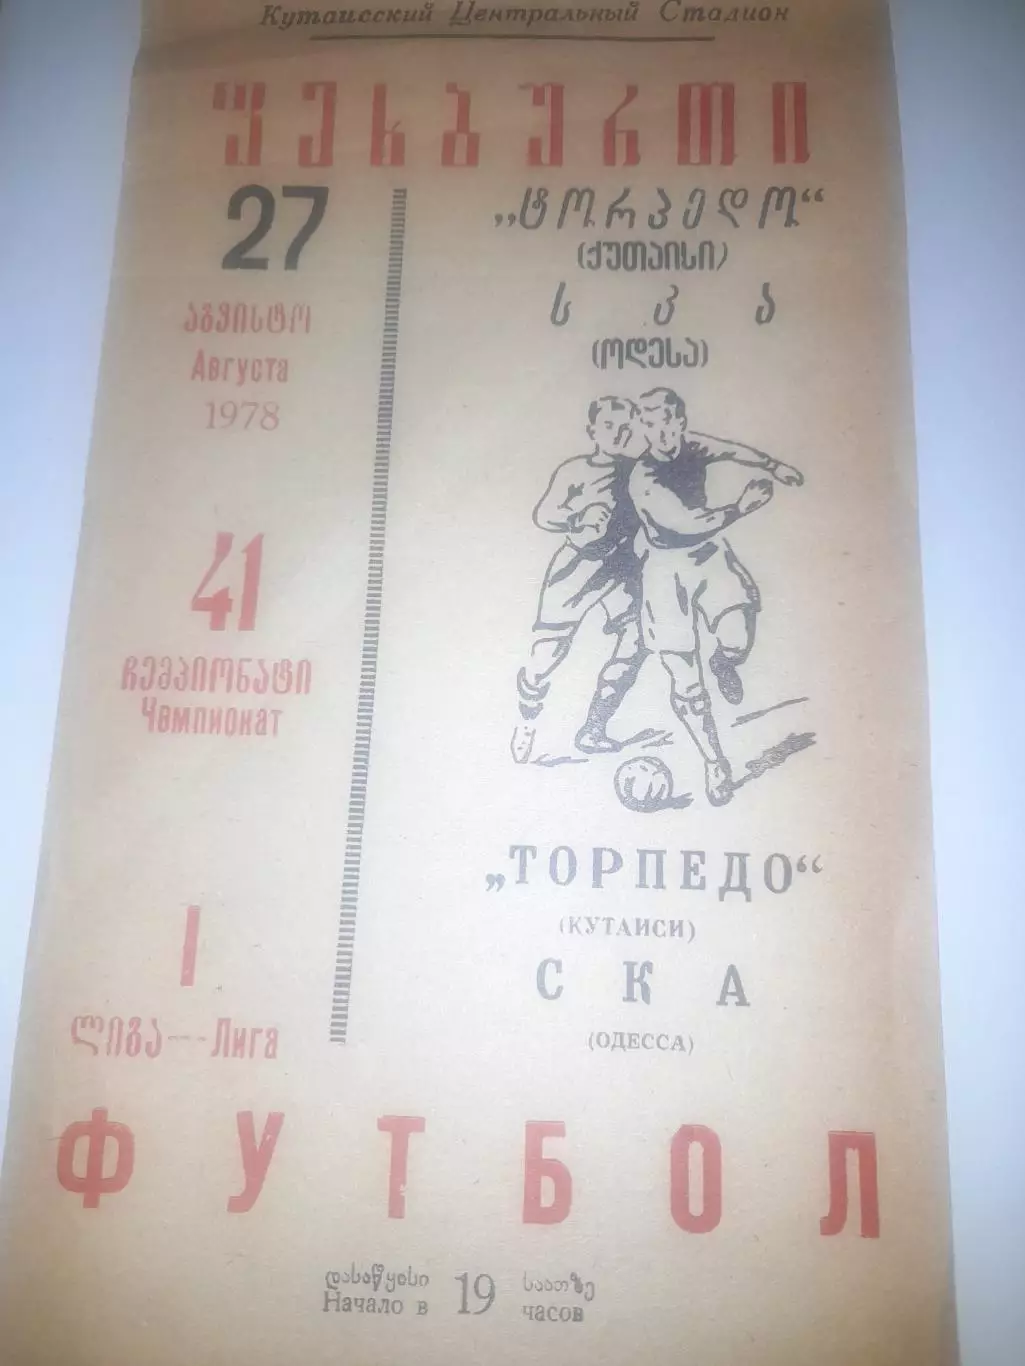 Кутаисский Центральный Стадион
ფეხბურთი
27
აგვისტო
Августа
1978
41
ჩემპიონატი
Чемпионат
I
ლიგა---Лига
„ტორპედო“
(ქუთაისი)
ს კ ა
(ოდესა)
„ТОРПЕДО“
(КУТАИСИ)
С К А
(ОДЕССА)
ФУТБОЛ
დასაწყისი 19 საათზე
Начало в часов